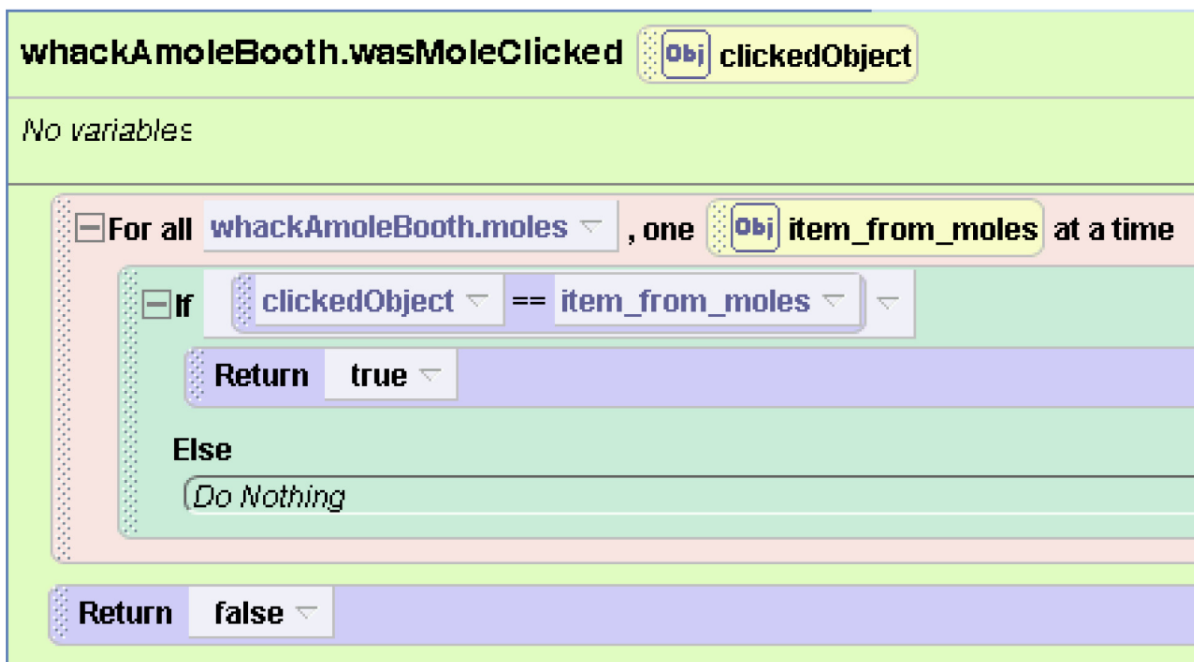 whackAmoleBooth.wasMoleClicked Obj clickedObject
No variables
For all whackAmoleBooth.moles , one Obj item_from_moles at a time
If clickedObject == item_from_moles
Return true
Else
Do Nothing
Return false